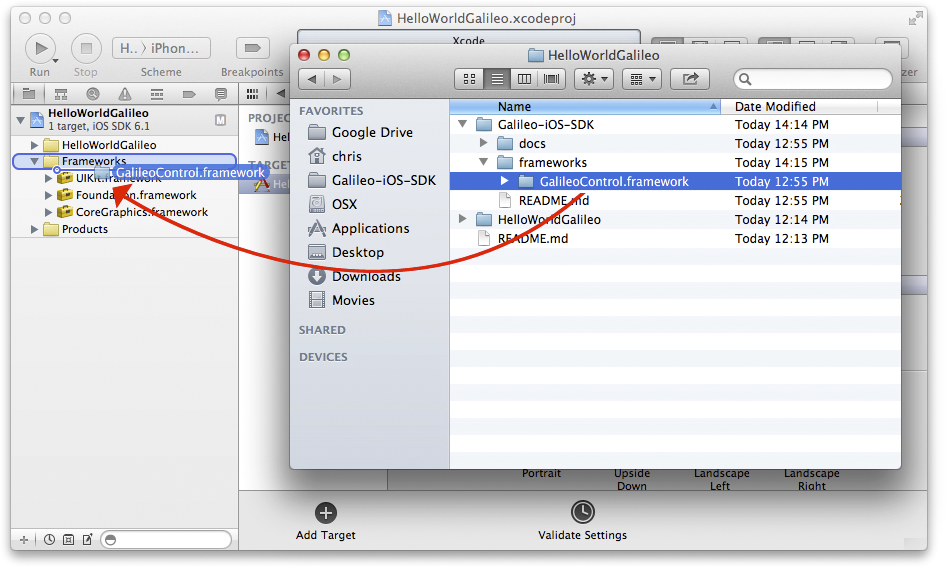 HelloWorldGalileo.xcodeproj
Run
Stop
H.. › iPhon...
Scheme
Breakpoints
Xcode
zer
HelloWorldGalileo
1 target, iOS SDK 6.1
M
HelloWorldGalileo
Frameworks
GalileoControl.framework
UIKit.framework
Foundation.framework
CoreGraphics.framework
Products
PROJEC
Hel
TARGET
He
HelloWorldGalileo
FAVORITES
Google Drive
chris
Galileo-iOS-SDK
OSX
Applications
Desktop
Downloads
Movies
SHARED
DEVICES
Name Date Modified
Galileo-iOS-SDK Today 14:14 PM
docs Today 12:55 PM
frameworks Today 14:15 PM
GalileoControl.framework Today 12:55 PM
README.md Today 12:55 PM
HelloWorldGalileo Today 12:14 PM
README.md Today 12:13 PM
Portrait
Upside
Down
Landscape
Left
Landscape
Right
Add Target
Validate Settings